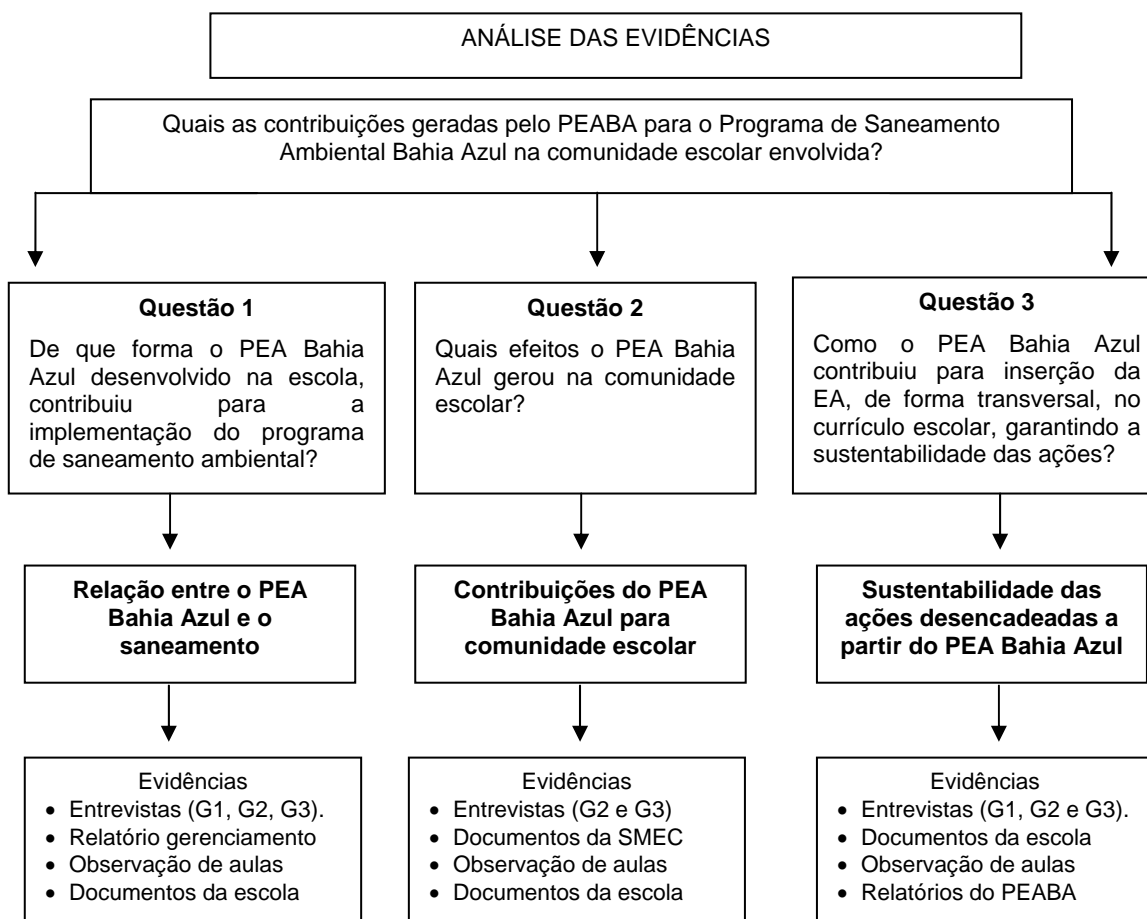 ANÁLISE DAS EVIDÊNCIAS
Quais as contribuições geradas pelo PEABA para o Programa de Saneamento
Ambiental Bahia Azul na comunidade escolar envolvida?
Questão 1
De que forma o PEA Bahia
Azul desenvolvido na escola,
contribuiu para a
implementação do programa
de saneamento ambiental?
Questão 2
Quais efeitos o PEA Bahia
Azul gerou na comunidade
escolar?
Questão 3
Como o PEA Bahia Azul
contribuiu para inserção da
EA, de forma transversal, no
currículo escolar, garantindo a
sustentabilidade das ações?
Relação entre o PEA
Bahia Azul e o
saneamento
Contribuições do PEA
Bahia Azul para
comunidade escolar
Sustentabilidade das
ações desencadeadas a
partir do PEA Bahia Azul
Evidências
• Entrevistas (G1, G2, G3).
• Relatório gerenciamento
• Observação de aulas
• Documentos da escola
Evidências
• Entrevistas (G2 e G3)
• Documentos da SMEC
• Observação de aulas
• Documentos da escola
Evidências
• Entrevistas (G1, G2 e G3).
• Documentos da escola
• Observação de aulas
• Relatórios do PEABA